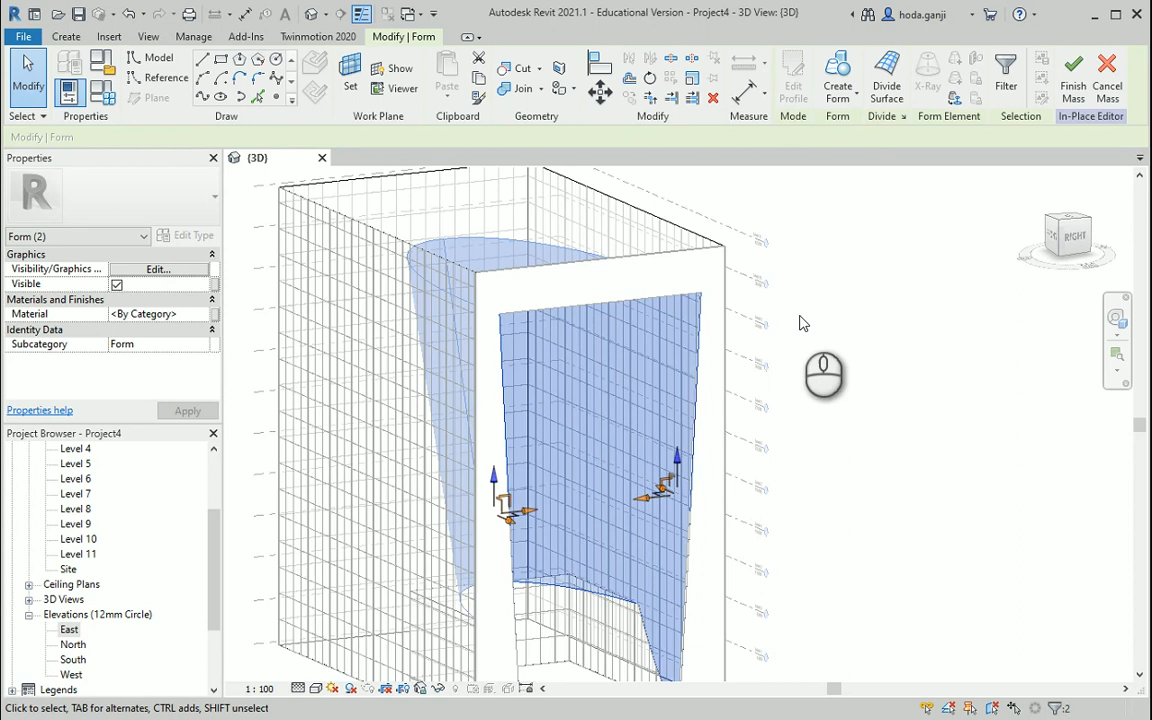 Autodesk Revit 2021.1 - Educational Version - Project4 - 3D View: {3D}
hoda.ganji
File Create Insert View Manage Add-Ins Twinmotion 2020 Modify | Form
Modify
Select
Properties
Model
Reference
Plane
Draw
Set
Show
Viewer
Work Plane
Paste
Clipboard
Cut
Join
Geometry
Modify
Measure
Edit
Profile
Mode
Create
Form
Form
Divide
Surface
Divide
X-Ray
Form Element
Filter
Selection
Finish
Mass
Cancel
Mass
In-Place Editor
Modify | Form
Properties
{3D}
R
Form (2)
Edit Type
Graphics
Visibility/Graphics ... Edit...
Visible
Materials and Finishes
Material <By Category>
Identity Data
Subcategory Form
Properties help
Apply
Project Browser - Project4
Level 4
Level 5
Level 6
Level 7
Level 8
Level 9
Level 10
Level 11
Site
Ceiling Plans
3D Views
Elevations (12mm Circle)
East
North
South
West
Legends
RIGHT
1 : 100
Click to select, TAB for alternates, CTRL adds, SHIFT unselect
:2